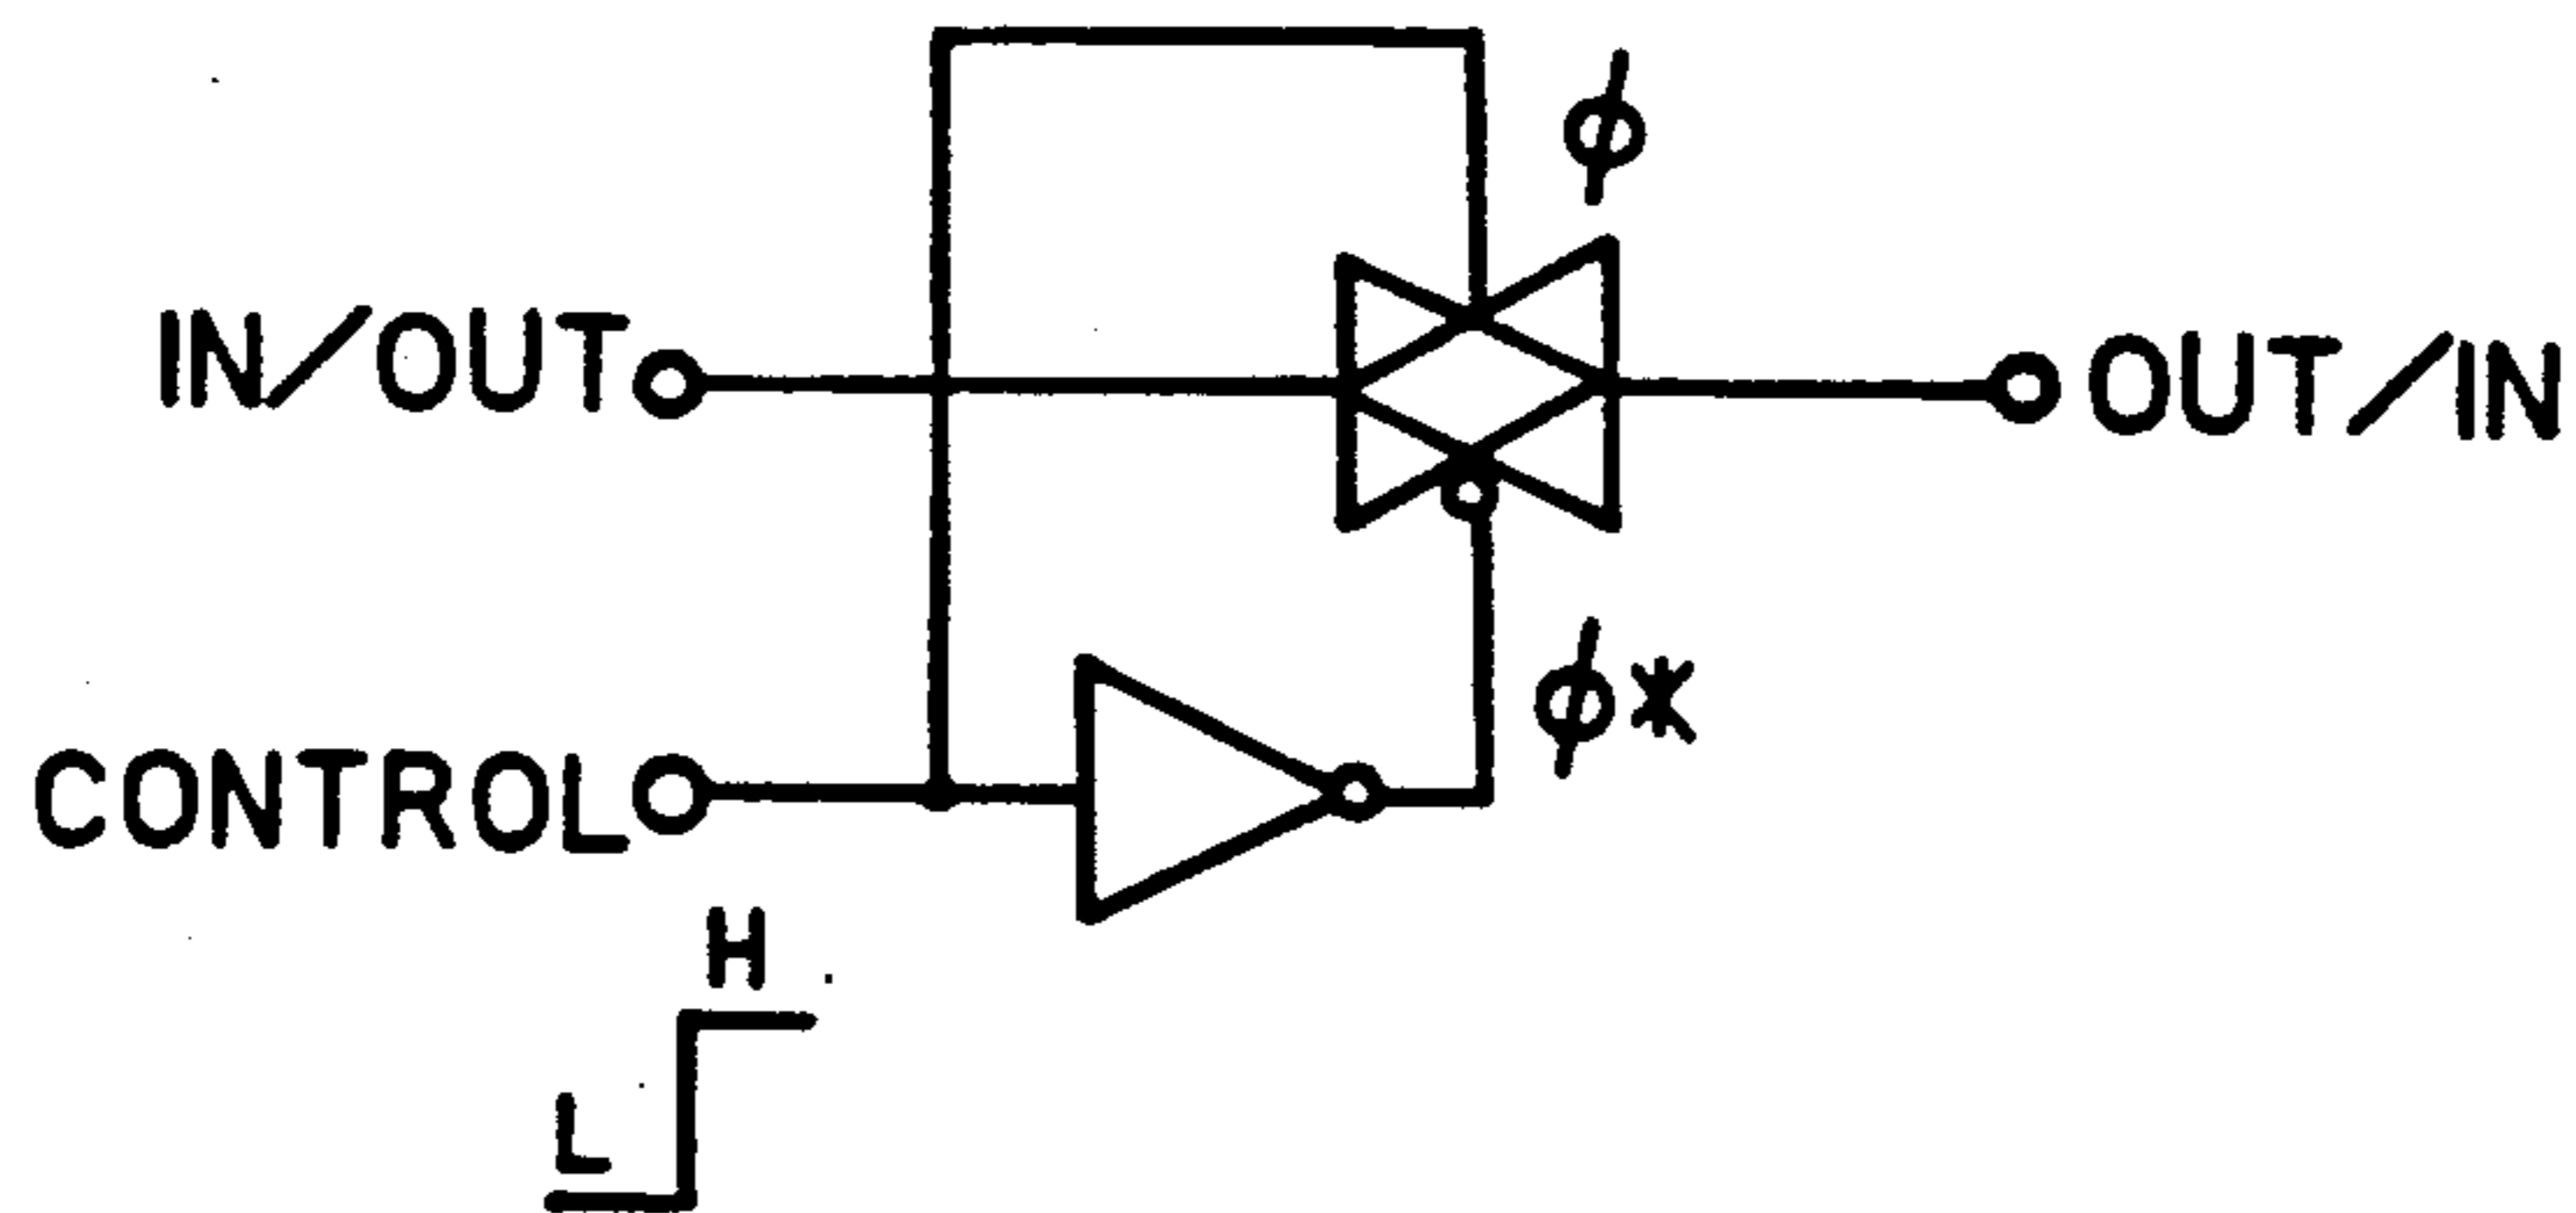 ϕ
IN/OUT
OUT/IN
ϕ*
CONTROL
H
L